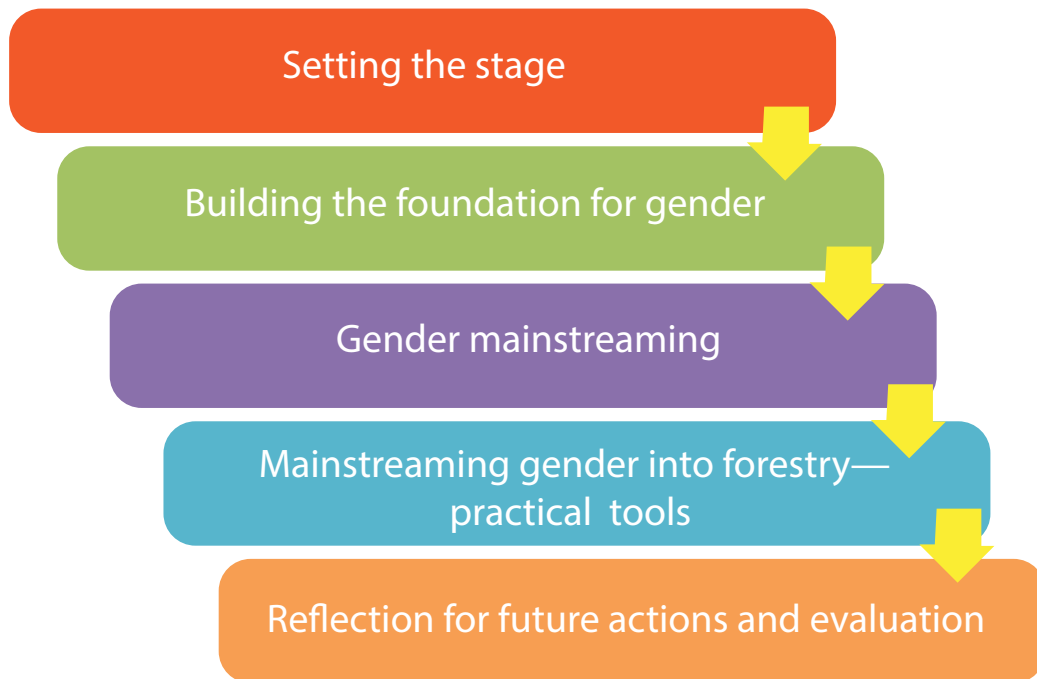 Setting the stage
Building the foundation for gender
Gender mainstreaming
Mainstreaming gender into forestry—
practical tools
Reflection for future actions and evaluation